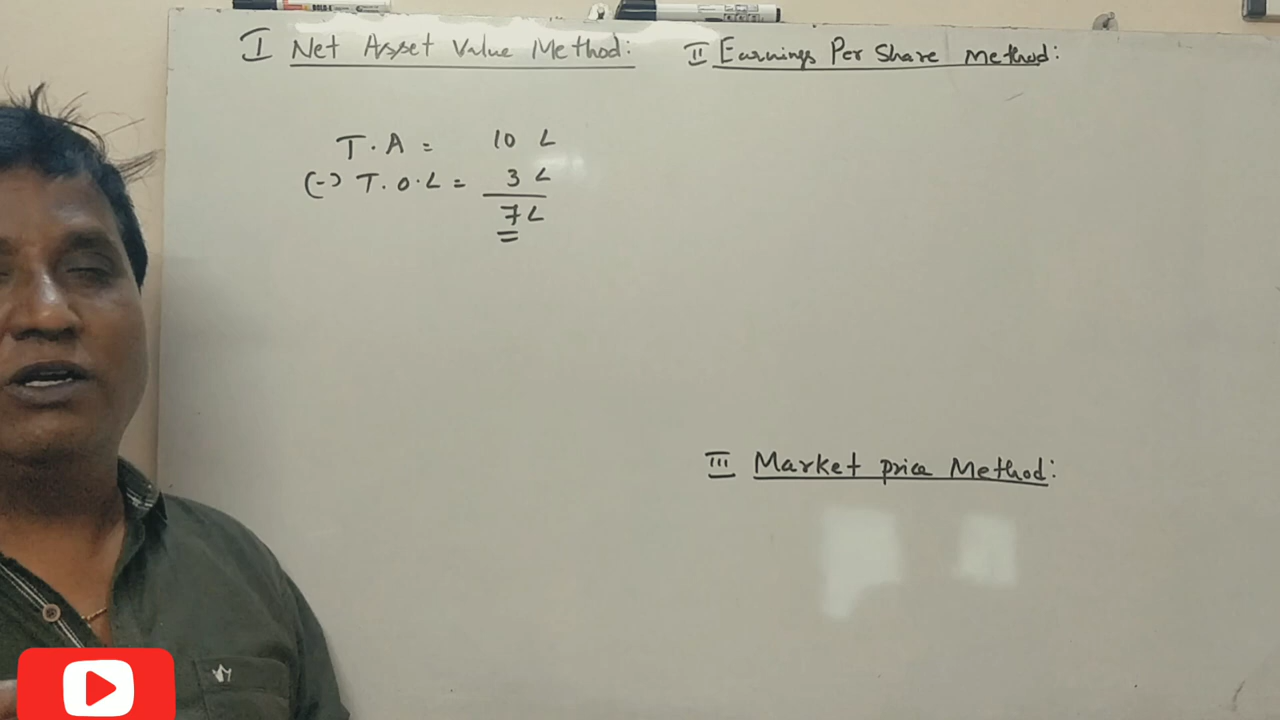 I Net Asset Value Method:
T.A = 10 L
(-) T.O.L = 3 L
7 L
II Earnings Per Share Method:
III Market price Method: